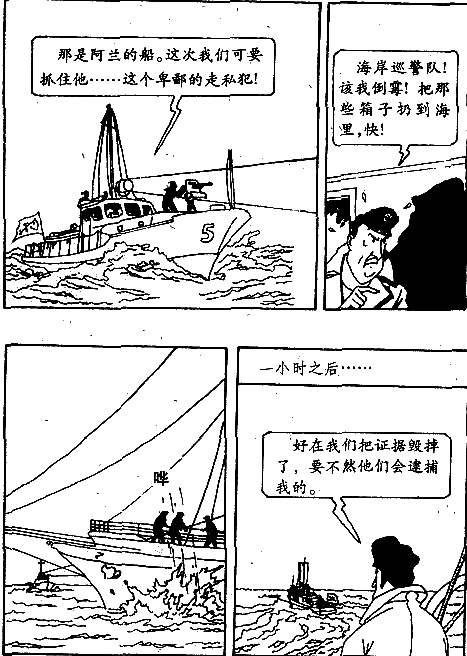 那是阿兰的船。这次我们可要
抓住他……这个卑鄙的走私犯!
海岸巡警队!
该我倒霉! 把那
些箱子扔到海
里,快!
5
哗
一小时之后……
好在我们把证据毁掉
了，要不然他们会逮捕
我的。